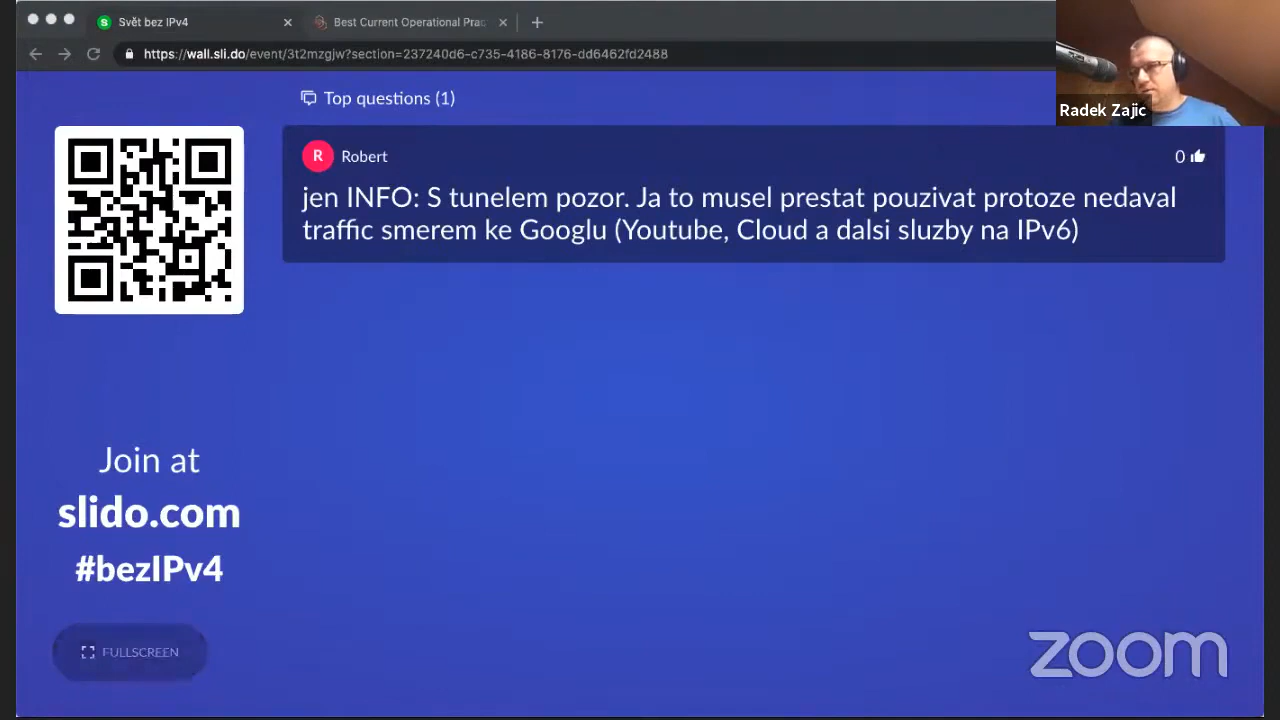 Svět bez IPv4
Best Current Operational Prac
https://wall.sli.do/event/3t2mzgjw?section=237240d6-c735-4186-8176-dd6462fd2488
Radek Zajic
Top questions (1)
R
Robert
0
jen INFO: S tunelem pozor. Ja to musel prestat pouzivat protoze nedaval
traffic smerem ke Googlu (Youtube, Cloud a dalsi sluzby na IPv6)
Join at
slido.com
#bezIPv4
FULLSCREEN
zoom